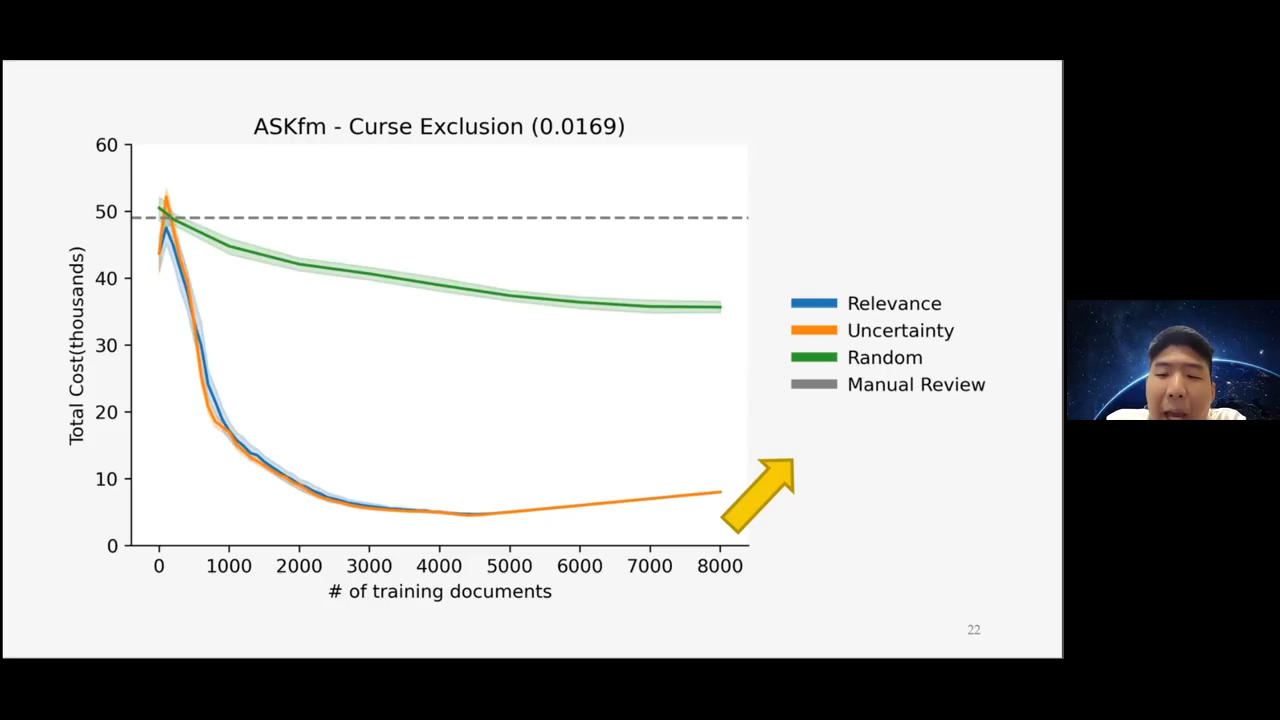 ASKfm - Curse Exclusion (0.0169)
60
50
40
30
20
10
0
Total Cost(thousands)
0 1000 2000 3000 4000 5000 6000 7000 8000
# of training documents
Relevance
Uncertainty
Random
Manual Review
22